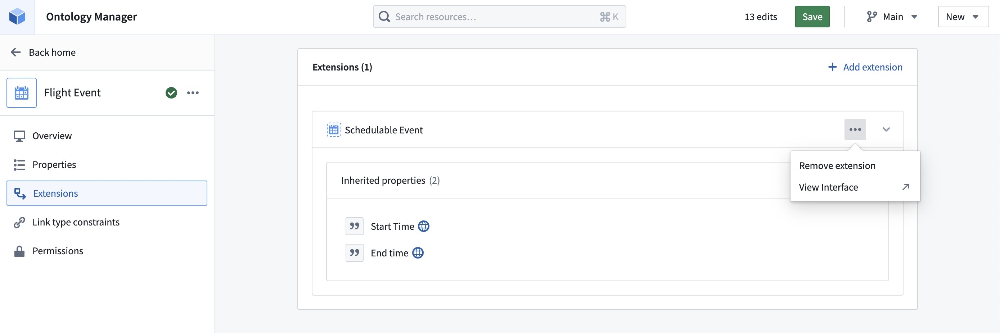 Ontology Manager
Search resources...
⌘ K
13 edits
Save
Main
New
Back home
Flight Event
Overview
Properties
Extensions
Link type constraints
Permissions
Extensions (1)
Add extension
Schedulable Event
Remove extension
View Interface
Inherited properties (2)
Start Time
End time